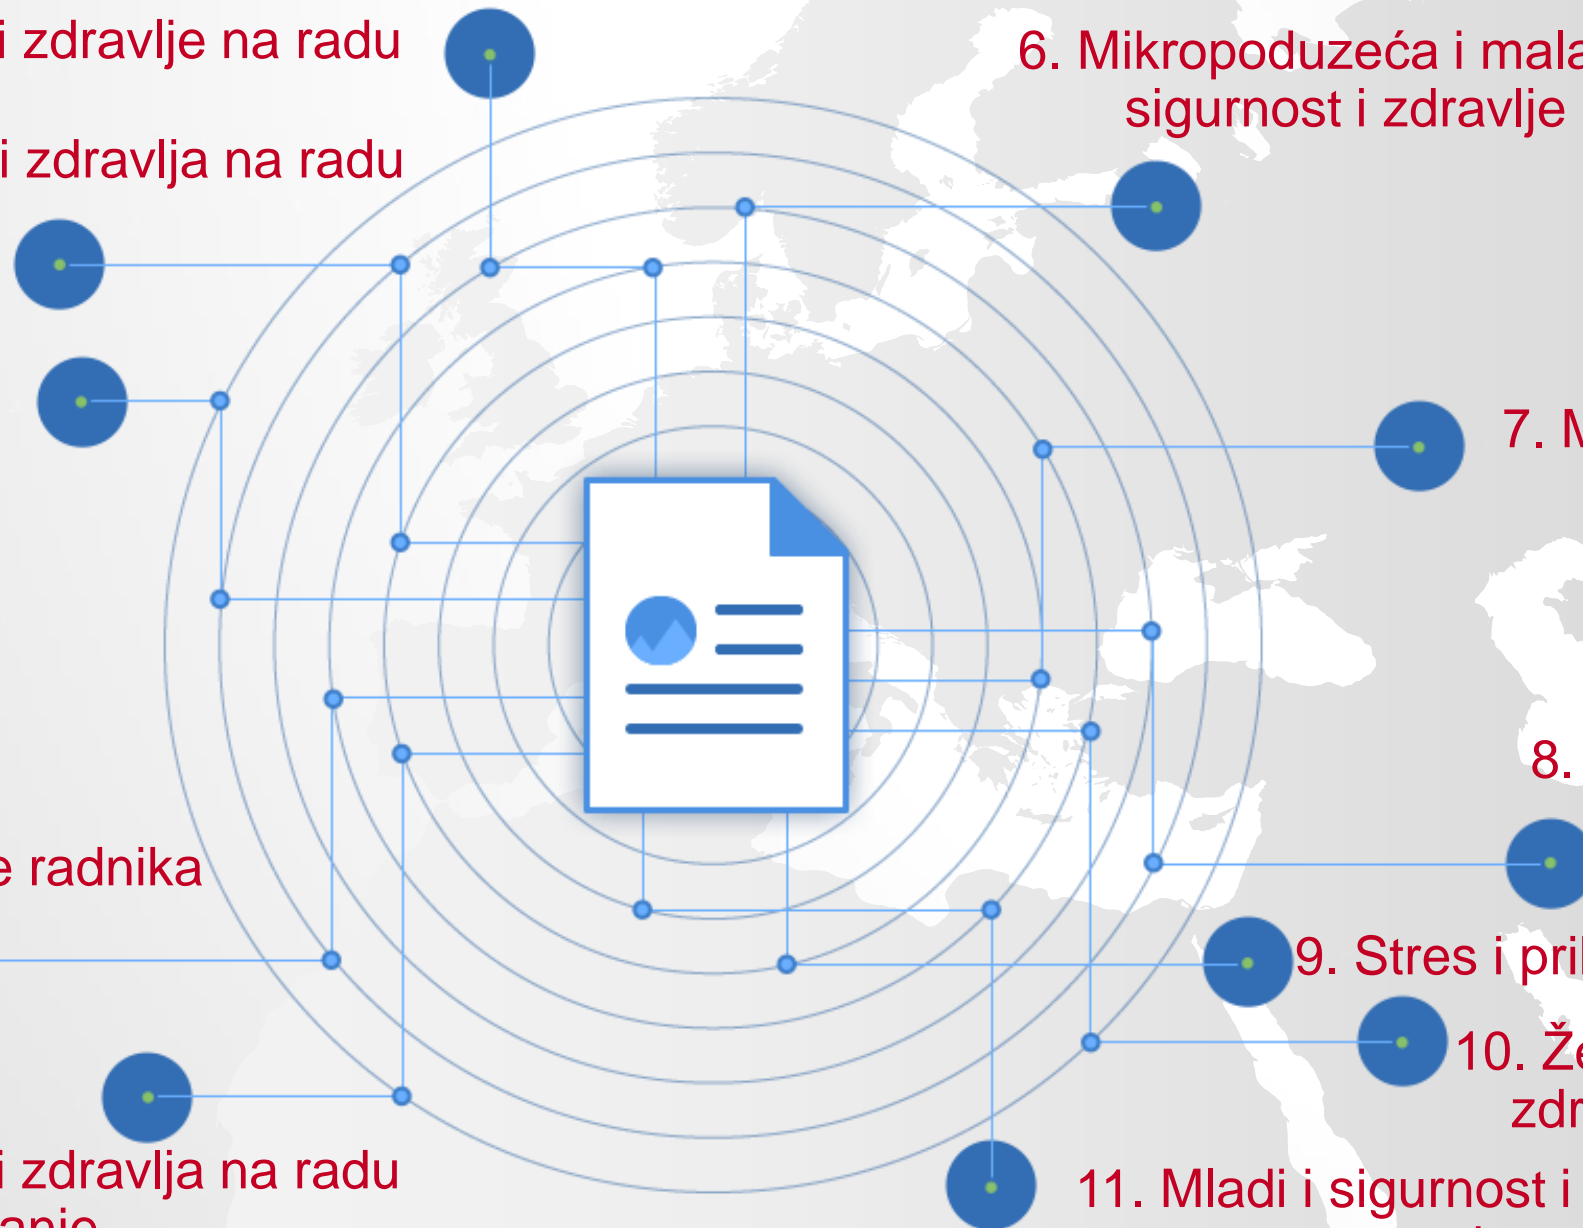 i zdravlje na radu
i zdravlja na radu
6. Mikropoduzeća i mala
sigurnost i zdravlje
7. M
8.
e radnika
9. Stres i
10. Že
zdr
i zdravlja na radu
11. Mladi i sigurnost i